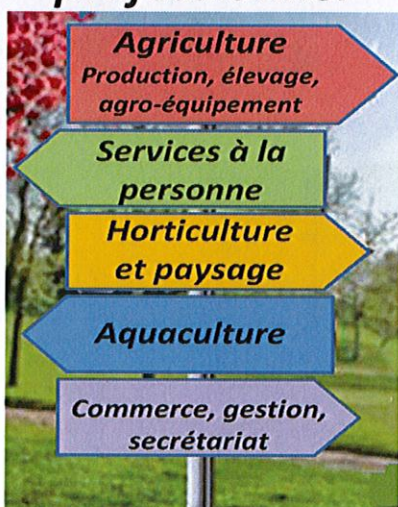 Agriculture
Production, élevage,
agro-équipement
Services à la
personne
Horticulture
et paysage
Aquaculture
Commerce, gestion,
secrétariat